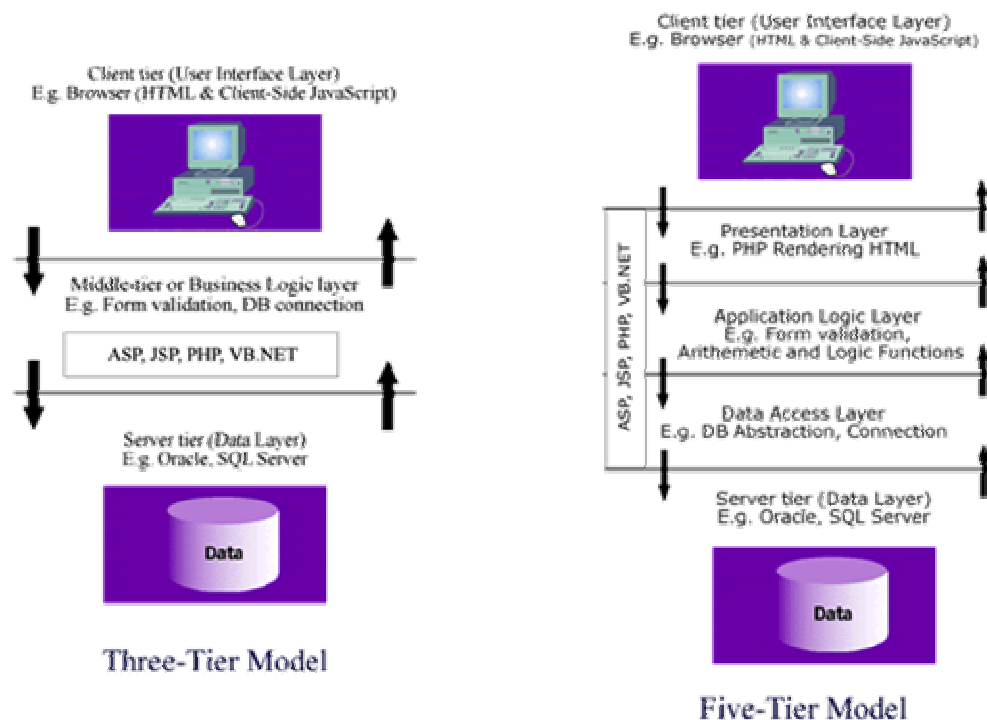 Client tier (User Interface Layer)
E.g. Browser (HTML & Client-Side JavaScript)
Middle-tier or Business Logic layer
E.g. Form validation, DB connection
ASP, JSP, PHP, VB.NET
Server tier (Data Layer)
E.g. Oracle, SQL Server
Data
Three-Tier Model
Client tier (User Interface Layer)
E.g. Browser (HTML & Client-Side JavaScript)
ASP, JSP, PHP, VB.NET
Presentation Layer
E.g. PHP Rendering HTML
Application Logic Layer
E.g. Form validation,
Arithemetic and Logic Functions
Data Access Layer
E.g. DB Abstraction, Connection
Server tier (Data Layer)
E.g. Oracle, SQL Server
Data
Five-Tier Model